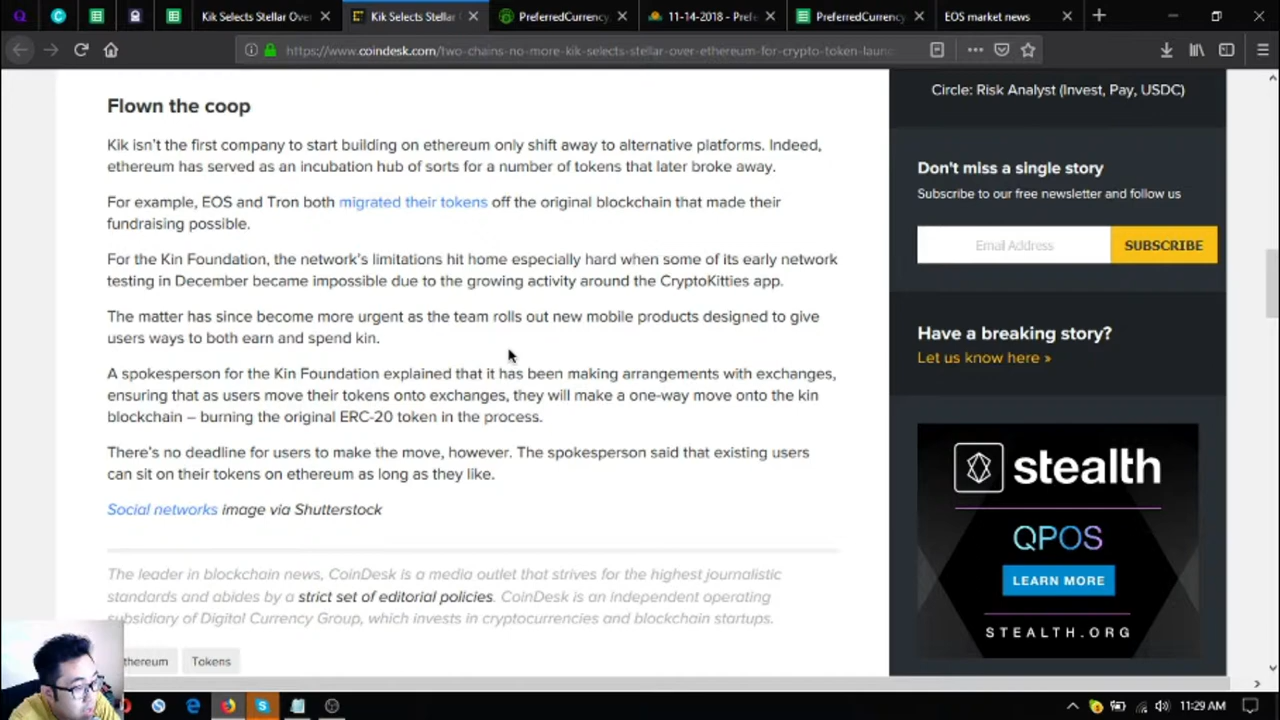 Kik Selects Stellar Ove
Kik Selects Stellar
PreferredCurrency
11-14-2018 - Pref
PreferredCurrency
EOS market news
https://www.coindesk.com/two-chains-no-more-kik-selects-stellar-over-ethereum-for-crypto-token-laun
Flown the coop
Kik isn't the first company to start building on ethereum only shift away to alternative platforms. Indeed,
ethereum has served as an incubation hub of sorts for a number of tokens that later broke away.
For example, EOS and Tron both migrated their tokens off the original blockchain that made their
fundraising possible.
For the Kin Foundation, the network's limitations hit home especially hard when some of its early network
testing in December became impossible due to the growing activity around the CryptoKitties app.
The matter has since become more urgent as the team rolls out new mobile products designed to give
users ways to both earn and spend kin.
A spokesperson for the Kin Foundation explained that it has been making arrangements with exchanges,
ensuring that as users move their tokens onto exchanges, they will make a one-way move onto the kin
blockchain – burning the original ERC-20 token in the process.
There's no deadline for users to make the move, however. The spokesperson said that existing users
can sit on their tokens on ethereum as long as they like.
Social networks image via Shutterstock
The leader in blockchain news, CoinDesk is a media outlet that strives for the highest journalistic
standards and abides by a strict set of editorial policies. CoinDesk is an independent operating
subsidiary of Digital Currency Group, which invests in cryptocurrencies and blockchain startups.
thereum
Tokens
Circle: Risk Analyst (Invest, Pay, USDC)
Don't miss a single story
Subscribe to our free newsletter and follow us
Email Address
SUBSCRIBE
Have a breaking story?
Let us know here »
stealth
QPOS
LEARN MORE
STEALTH.ORG
11:29 AM